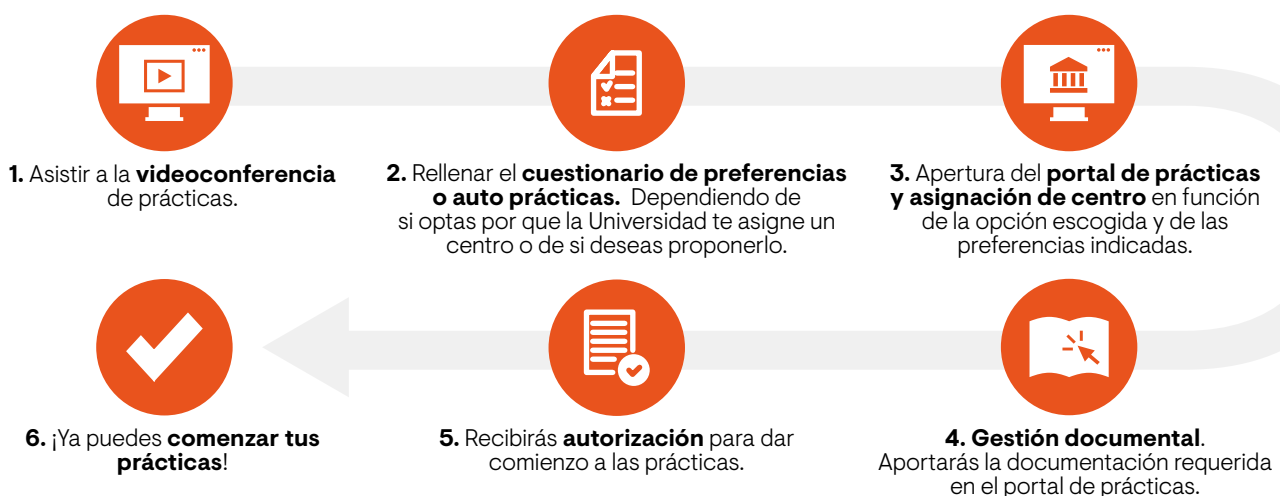 1. Asistir a la videoconferencia
de prácticas.
2. Rellenar el cuestionario de preferencias
o auto prácticas. Dependiendo de
si optas por que la Universidad te asigne un
centro o de si deseas proponerlo.
3. Apertura del portal de prácticas
y asignación de centro en función
de la opción escogida y de las
preferencias indicadas.
4. Gestión documental.
Aportarás la documentación requerida
en el portal de prácticas.
5. Recibirás autorización para dar
comienzo a las prácticas.
6. ¡Ya puedes comenzar tus
prácticas!